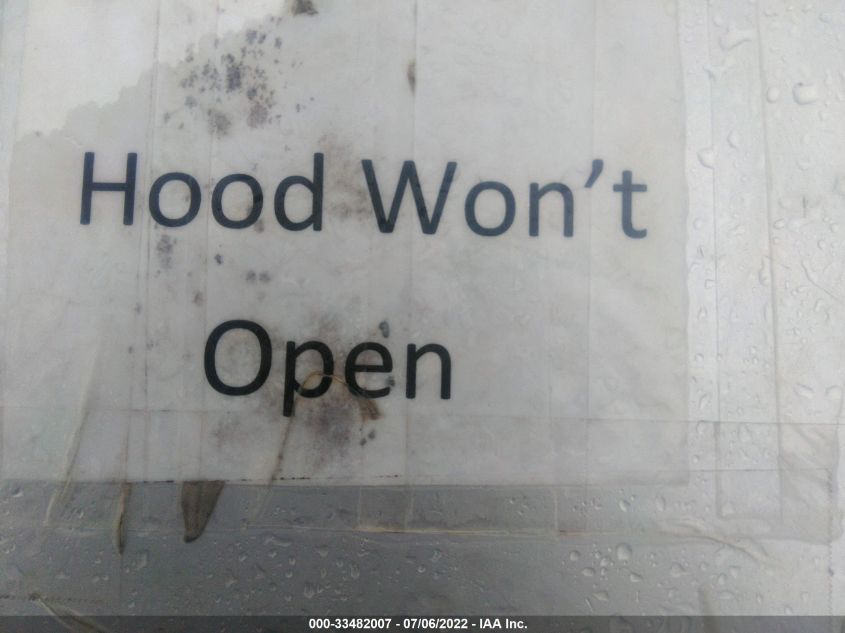 Hood Won’t
Open
000-33482007 - 07/06/2022 - IAA Inc.